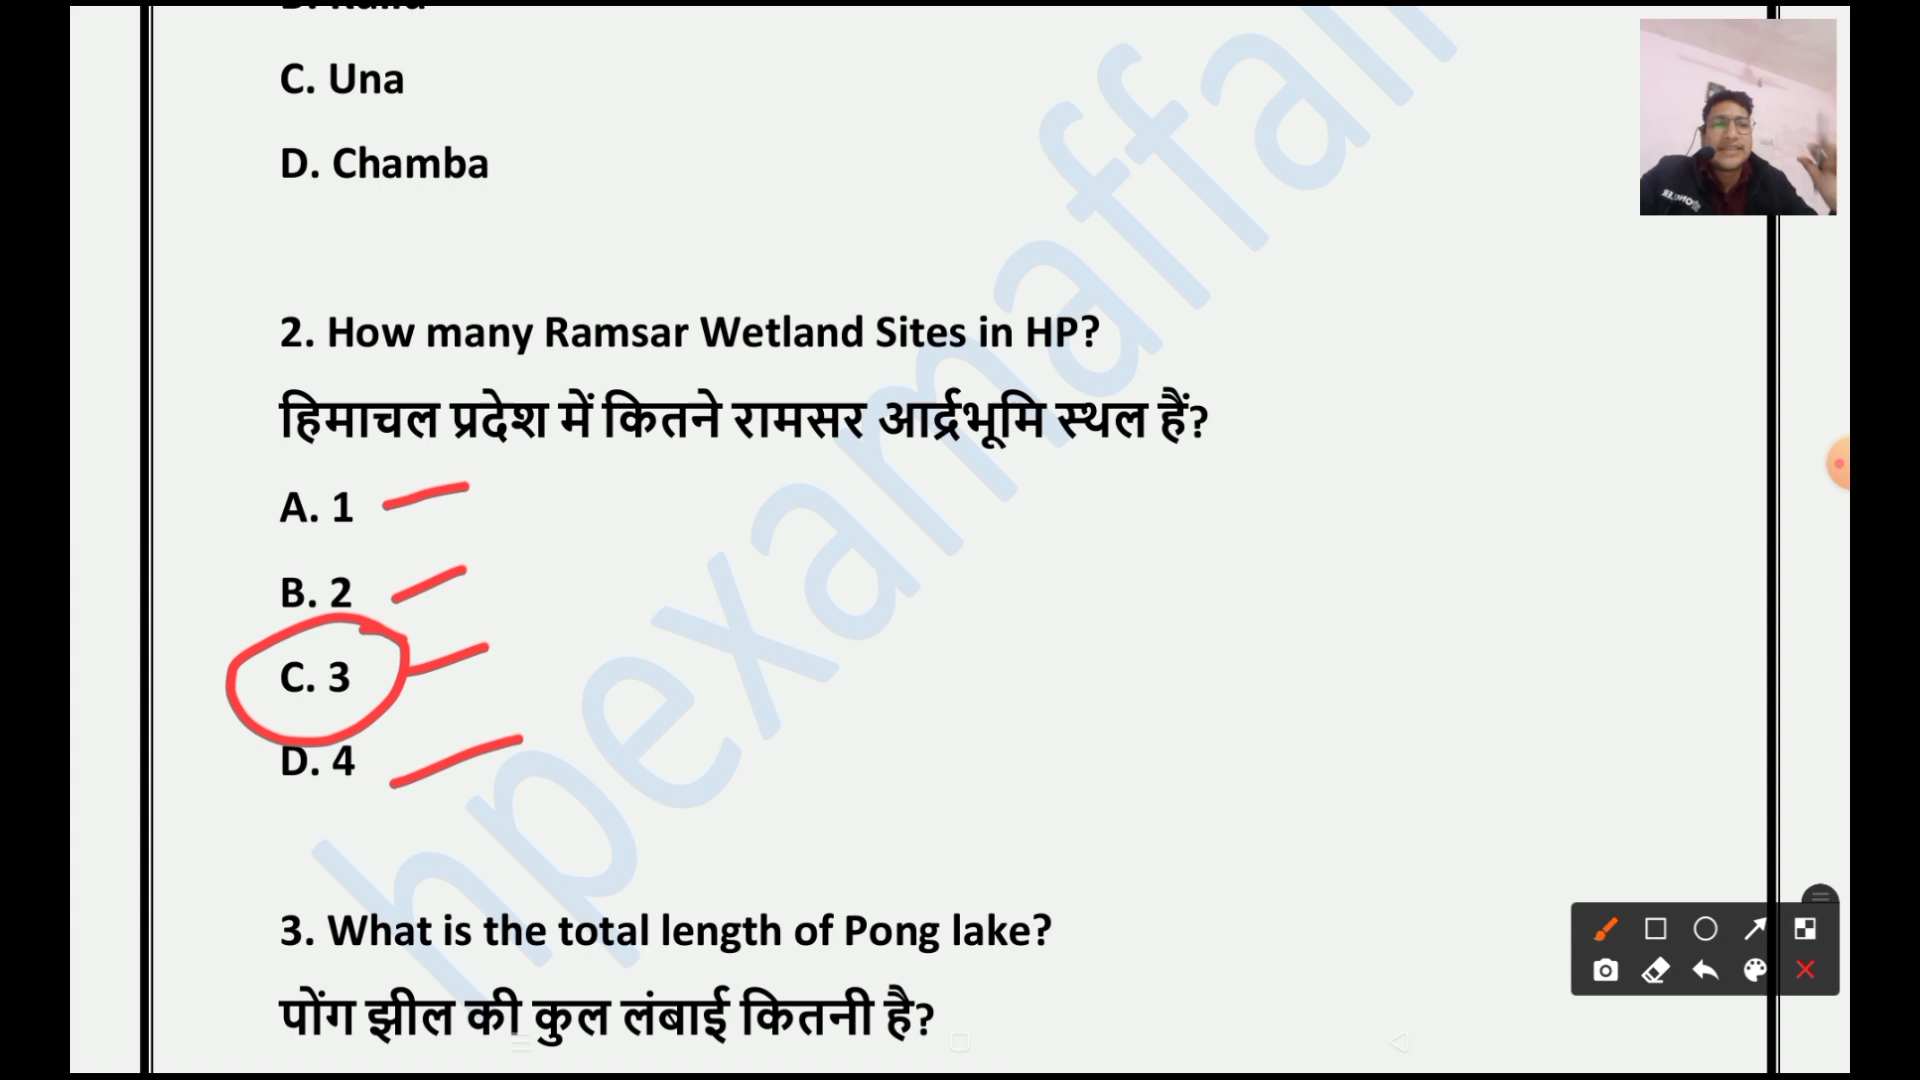 C. Una
D. Chamba
2. How many Ramsar Wetland Sites in HP?
हिमाचल प्रदेश में कितने रामसर आर्द्रभूमि स्थल हैं?
A. 1
B. 2
C. 3
D. 4
3. What is the total length of Pong lake?
पोंग झील की कुल लंबाई कितनी है?
hpexamaffair